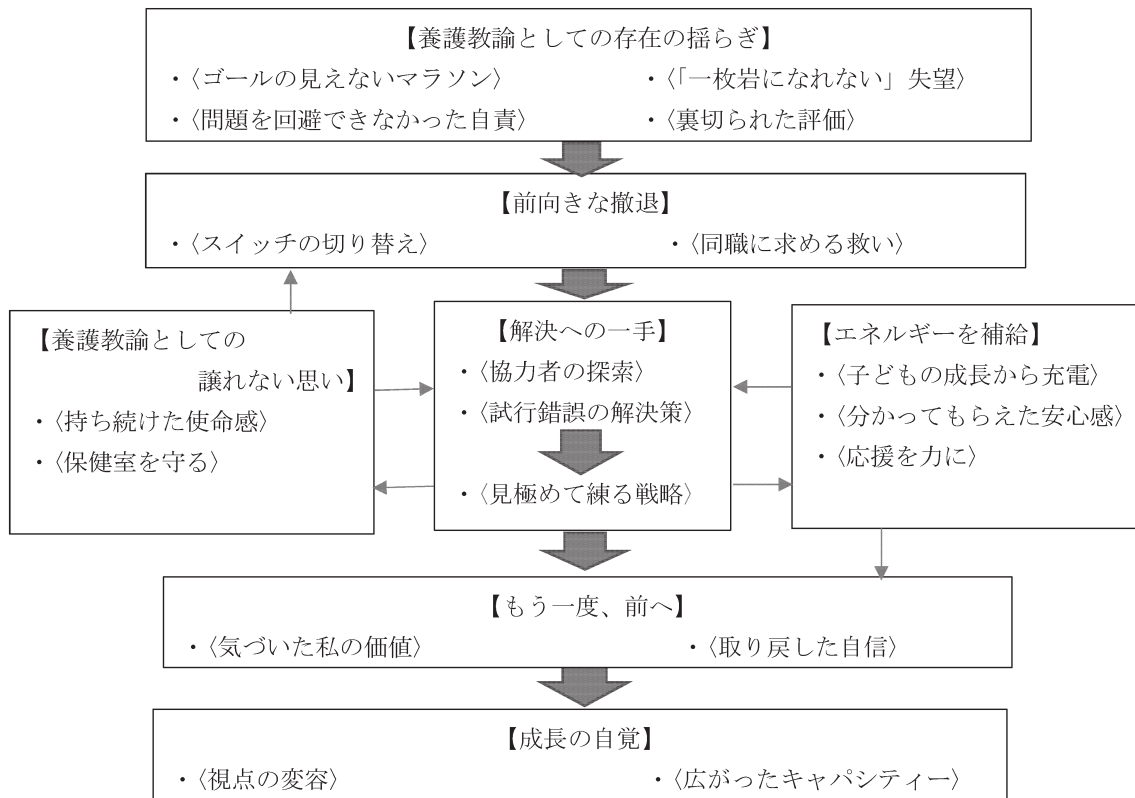 【養護教諭としての存在の揺らぎ】
・〈ゴールの見えないマラソン〉 ・〈「一枚岩になれない」失望〉
・〈問題を回避できなかった自責〉 ・〈裏切られた評価〉
【前向きな撤退】
・〈スイッチの切り替え〉 ・〈同職に求める救い〉
【養護教諭としての
譲れない思い】
・〈持ち続けた使命感〉
・〈保健室を守る〉
【解決への一手】
・〈協力者の探索〉
・〈試行錯誤の解決策〉
・〈見極めて練る戦略〉
【エネルギーを補給】
・〈子どもの成長から充電〉
・〈分かってもらえた安心感〉
・〈応援を力に〉
【もう一度、前へ】
・〈気づいた私の価値〉 ・〈取り戻した自信〉
【成長の自覚】
・〈視点の変容〉 ・〈広がったキャパシティー〉